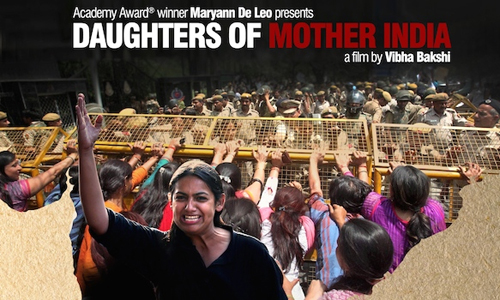 Academy Award® winner Maryann De Leo presents
DAUGHTERS OF MOTHER INDIA
a film by Vibha Bakshi